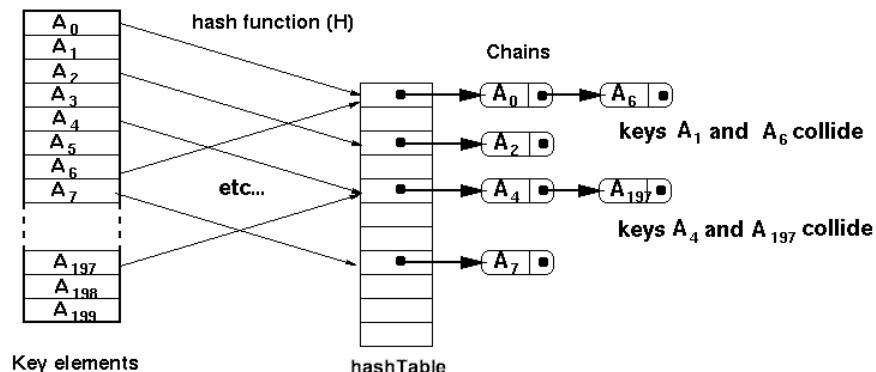 hash function (H)
A0
A1
A2
A3
A4
A5
A6
A7
A197
A198
A199
Key elements
etc...
hashTable
Chains
A0 A6
keys A1 and A6 collide
A2
A4 A197
keys A4 and A197 collide
A7